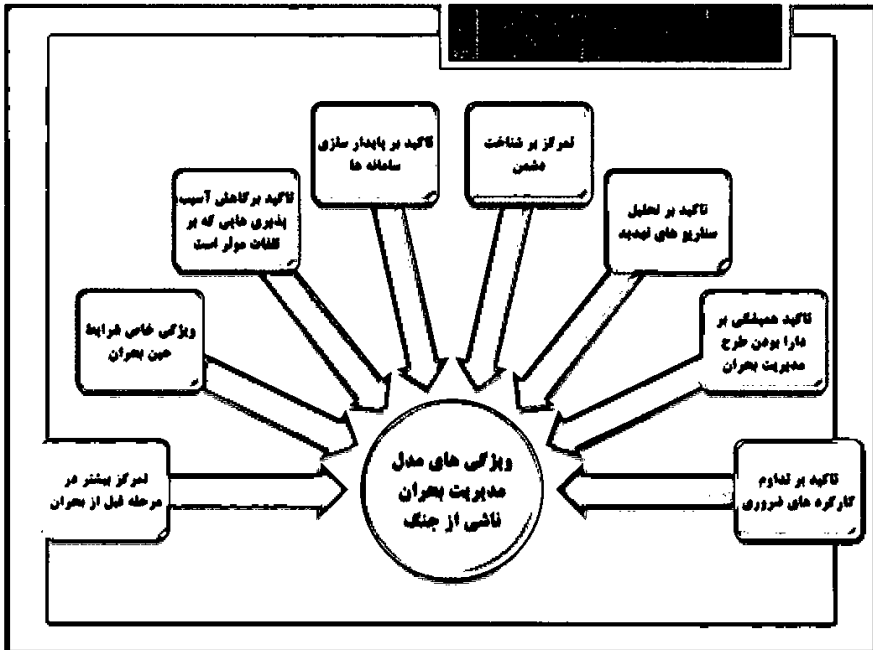 تمرکز بر شناخت
دشمن
تاکید بر پایدار سازی
سامانه ها
تاکید بر تحلیل
سناریو های تهدید
تاکید برکاهش آسیب
پذیری هایی که بر
تلفات موثر است
تاکید همیشگی بر
دارا بودن طرح
مدیریت بحران
ویژگی خاص شرایط
حین بحران
تاکید بر تداوم
کارکرد های ضروری
تمرکز بیشتر در
مرحله قبل از بحران
ویژگی های مدل
مدیریت بحران
ناشی از جنگ